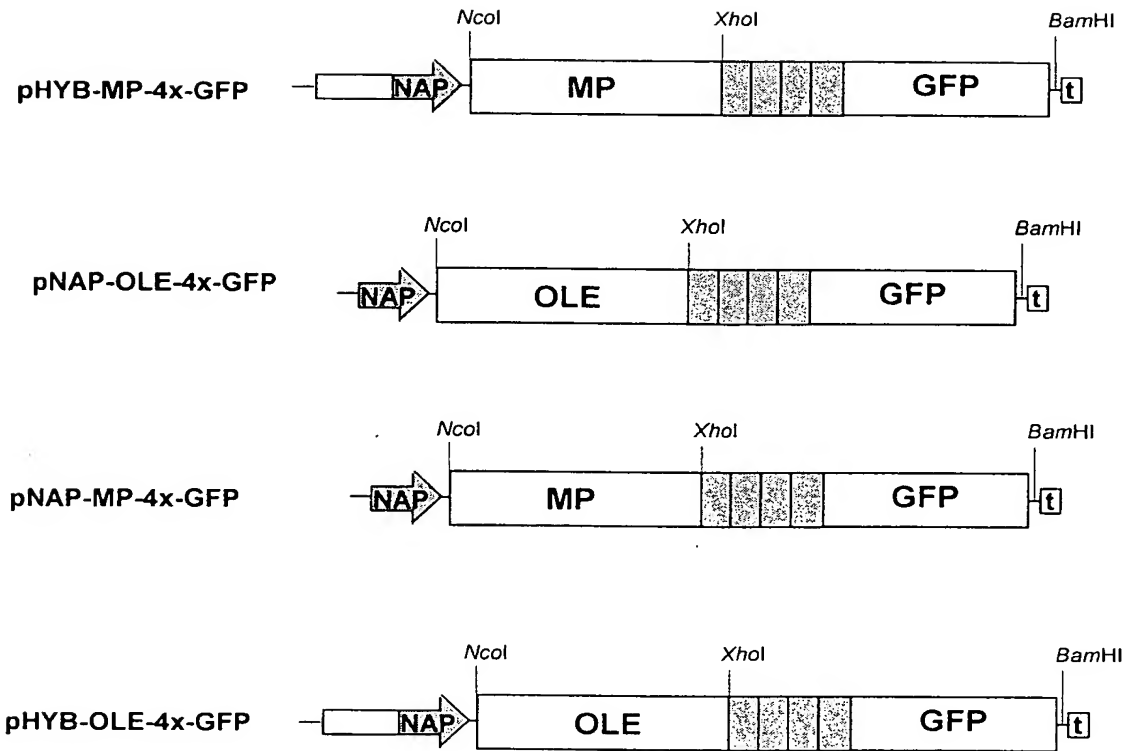 NcoI XhoI BamHI
pHYB-MP-4x-GFP NAP MP GFP t
NcoI XhoI BamHI
pNAP-OLE-4x-GFP NAP OLE GFP t
NcoI XhoI BamHI
pNAP-MP-4x-GFP NAP MP GFP t
NcoI XhoI BamHI
pHYB-OLE-4x-GFP NAP OLE GFP t